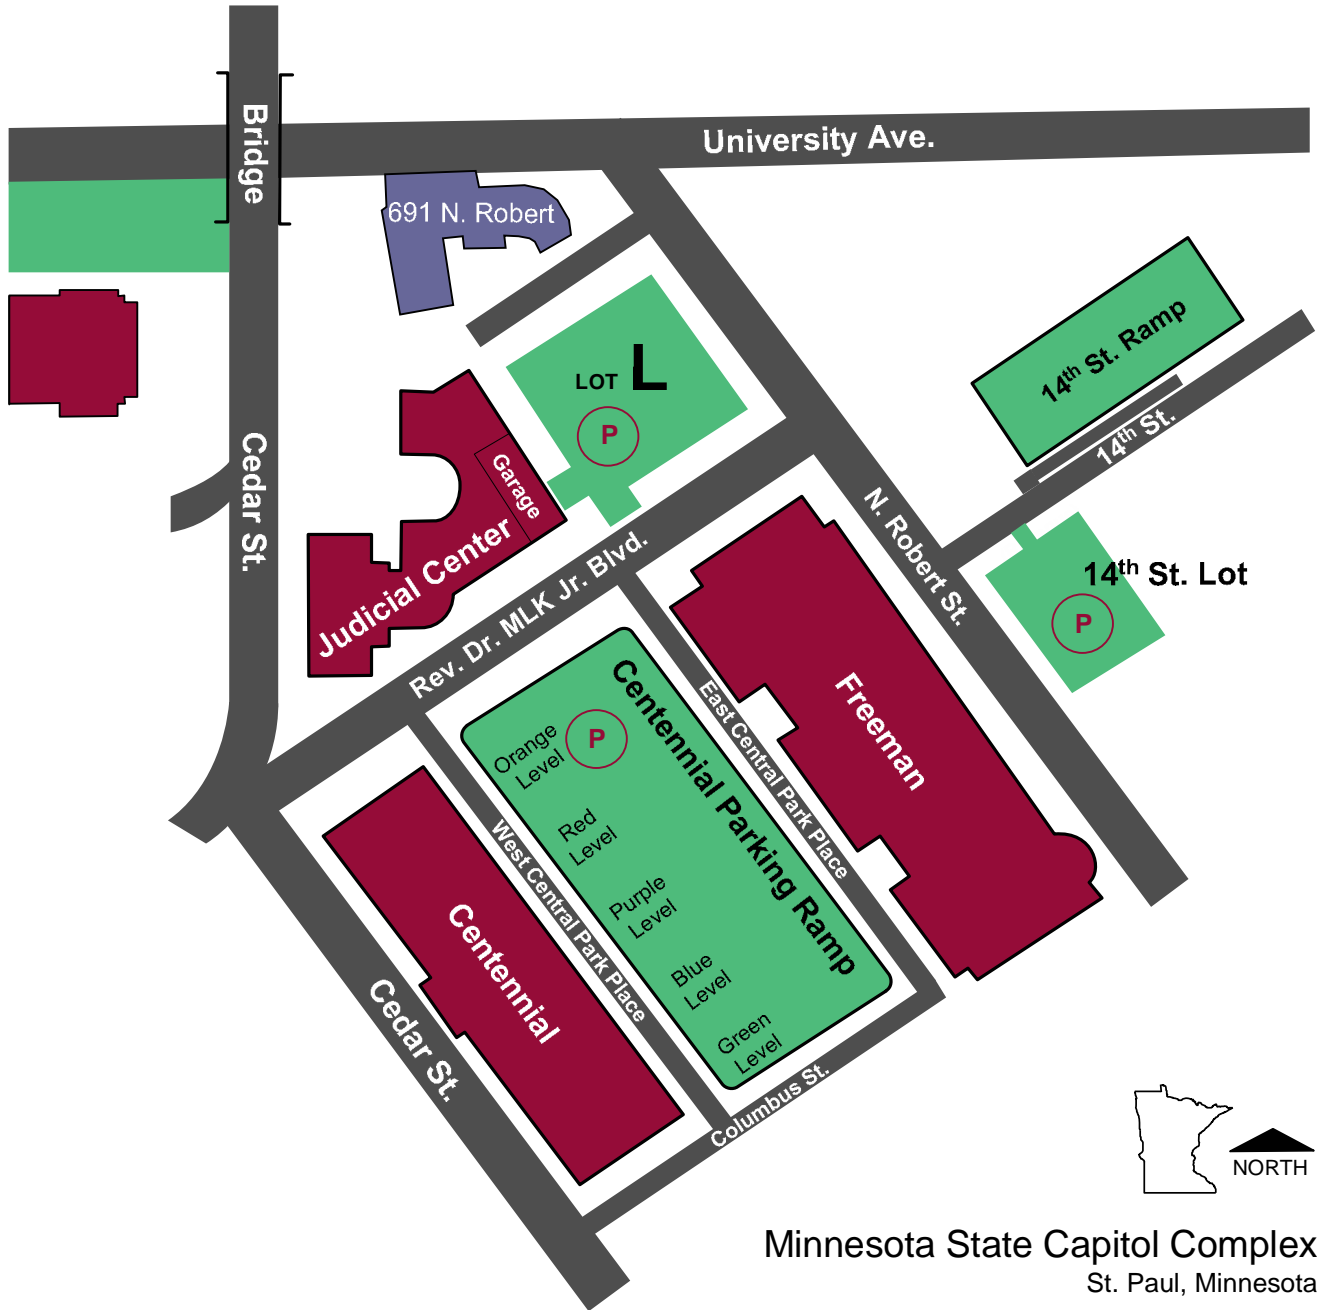 Bridge
University Ave.
691 N. Robert
14th St. Ramp
LOT L
P
14th St.
Garage
Cedar St.
Judicial Center
N. Robert St.
Rev. Dr. MLK Jr. Blvd.
14th St. Lot
P
Centennial Parking Ramp
East Central Park Place
Freeman
Orange
Level
P
Red
Level
West Central Park Place
Purple
Level
Centennial
Blue
Level
Cedar St.
Green
Level
Columbus St.
NORTH
Minnesota State Capitol Complex
St. Paul, Minnesota